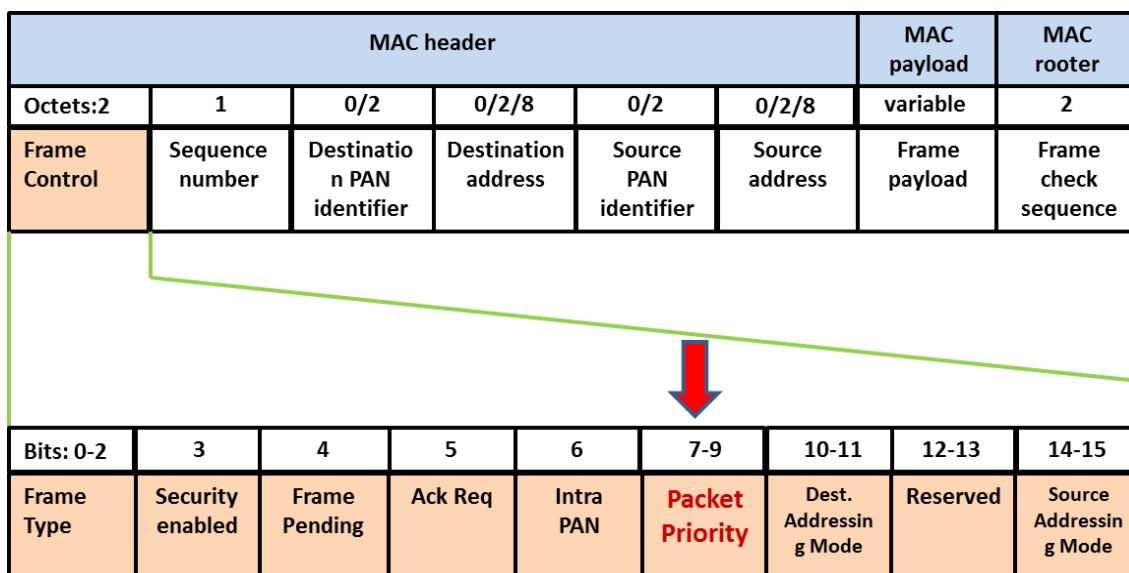 MAC header
MAC
payload
MAC
rooter
Octets:2
1
0/2
0/2/8
0/2
0/2/8
variable
2
Frame
Control
Sequence
number
Destinatio
n PAN
identifier
Destination
address
Source
PAN
identifier
Source
address
Frame
payload
Frame
check
sequence
Bits: 0-2
3
4
5
6
7-9
10-11
12-13
14-15
Frame
Type
Security
enabled
Frame
Pending
Ack Req
Intra
PAN
Packet
Priority
Dest.
Addressin
g Mode
Reserved
Source
Addressin
g Mode